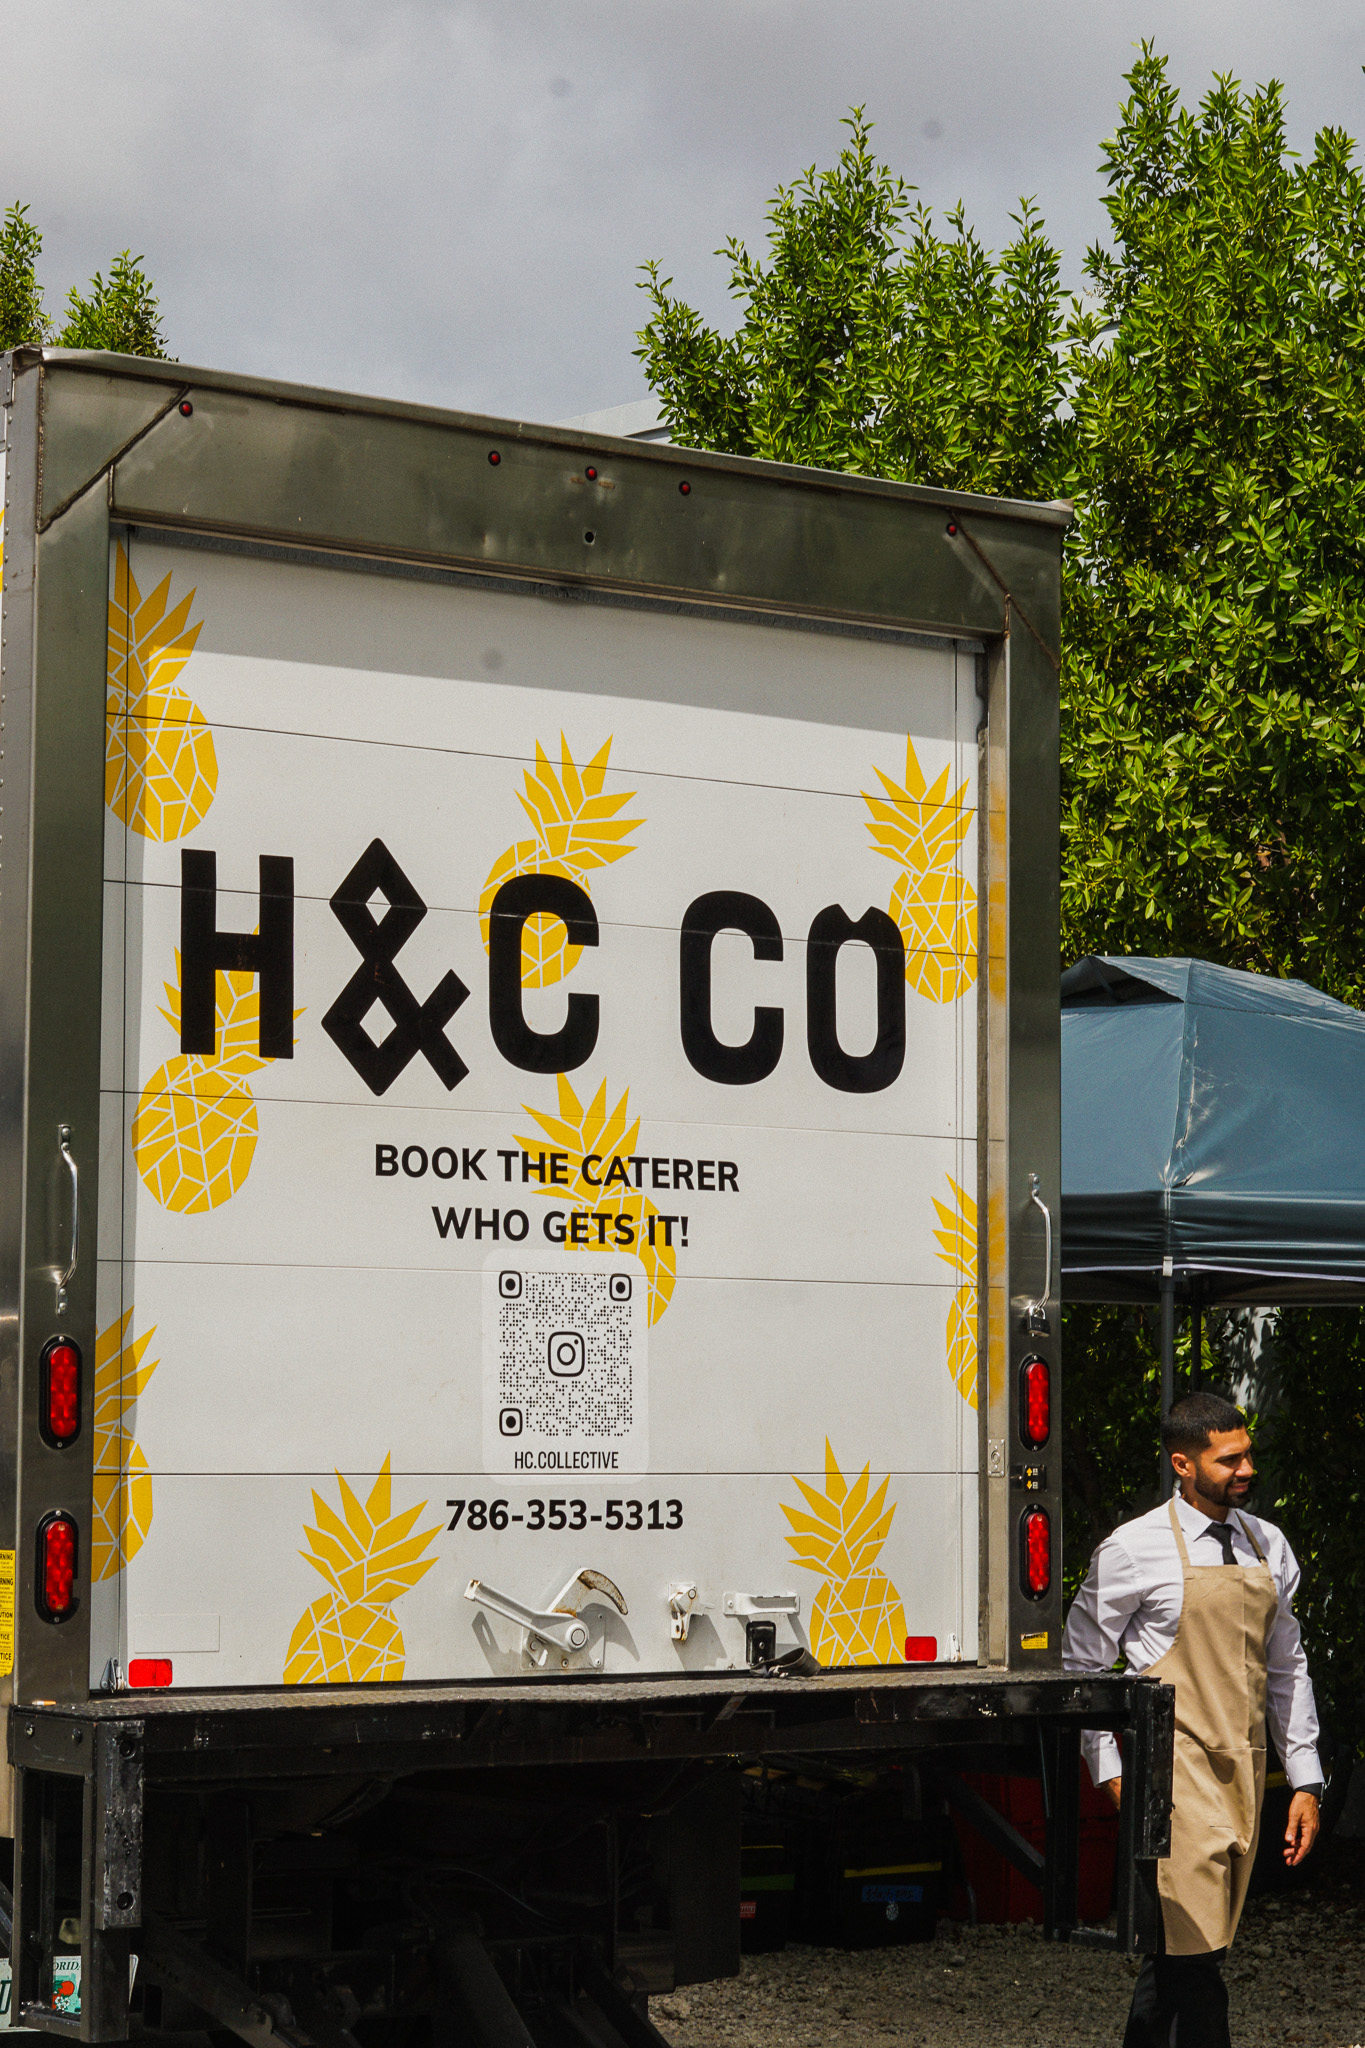 H&C CO
BOOK THE CATERER
WHO GETS IT!
HC.COLLECTIVE
786-353-5313